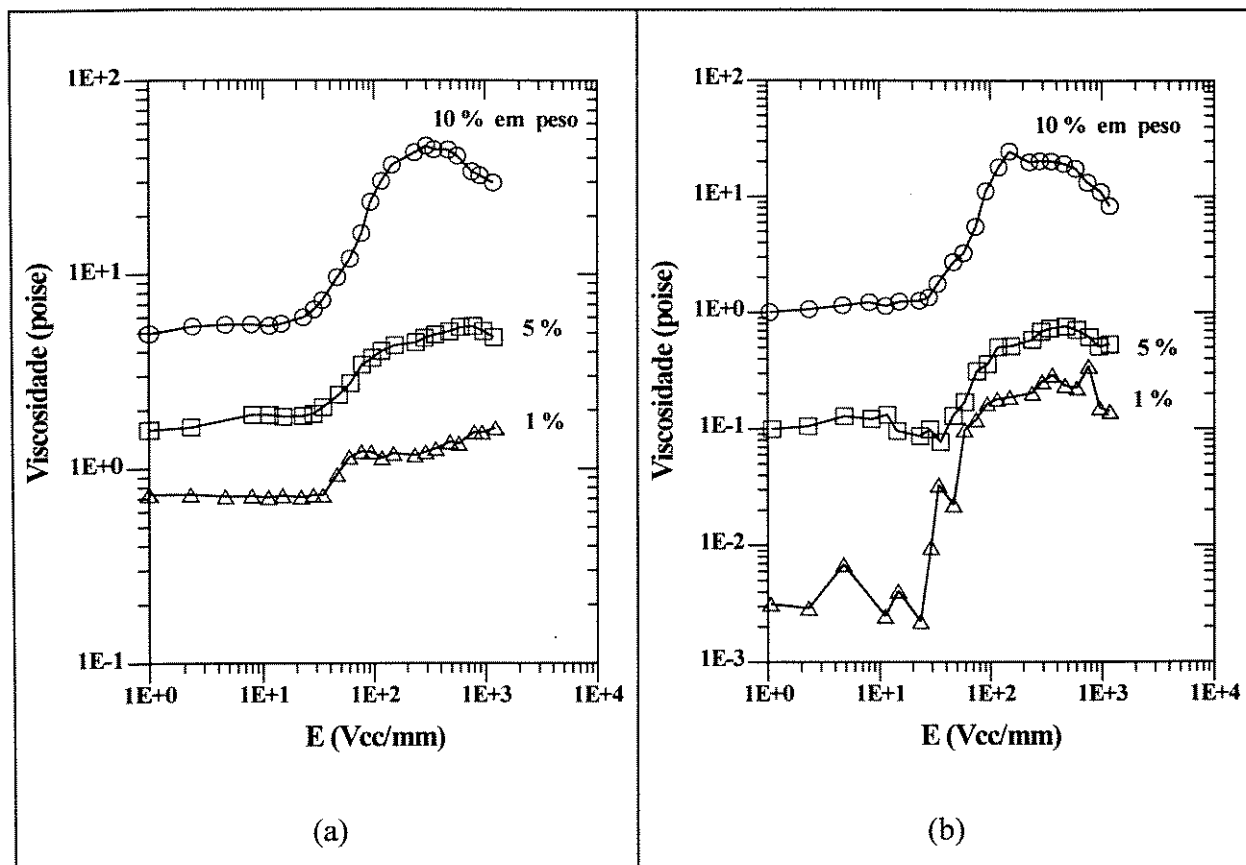 1E+2
10 % em peso
1E+1
5 %
1 %
1E+0
1E-1
1E+0
1E+1
1E+2
1E+3
1E+4
Viscosidade (poise)
E (Vcc/mm)
(a)
1E+2
10 % em peso
1E+1
1E+0
5 %
1 %
1E-1
1E-2
1E-3
1E+0
1E+1
1E+2
1E+3
1E+4
Viscosidade (poise)
E (Vcc/mm)
(b)